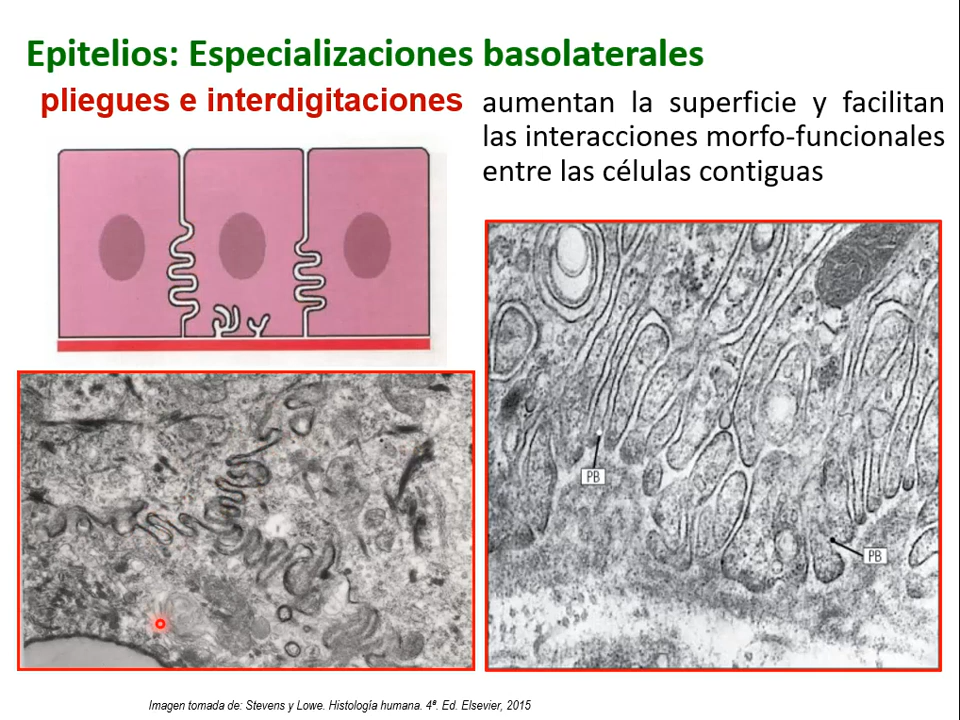 Epitelios: Especializaciones basolaterales
pliegues e interdigitaciones
aumentan la superficie y facilitan
las interacciones morfo-funcionales
entre las células contiguas
PB
PB
Imagen tomada de: Stevens y Lowe. Histología humana. 4ª. Ed. Elsevier, 2015